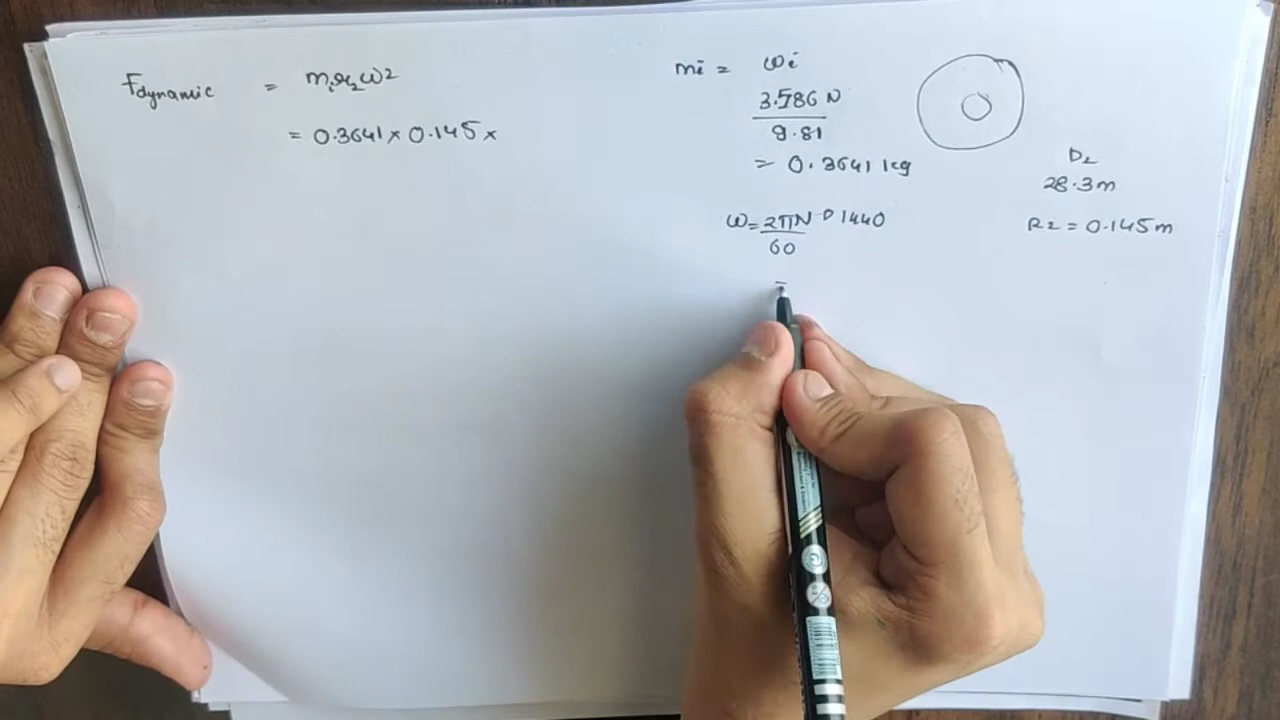 Fdynamic = m₁r₂ω²
= 0.3641 × 0.145 ×
mi = ωi
3.5786 N
9.81
= 0.3641 kg
ω = 2πN → 1440
60
=
D₂
28.3m
R2 = 0.145m